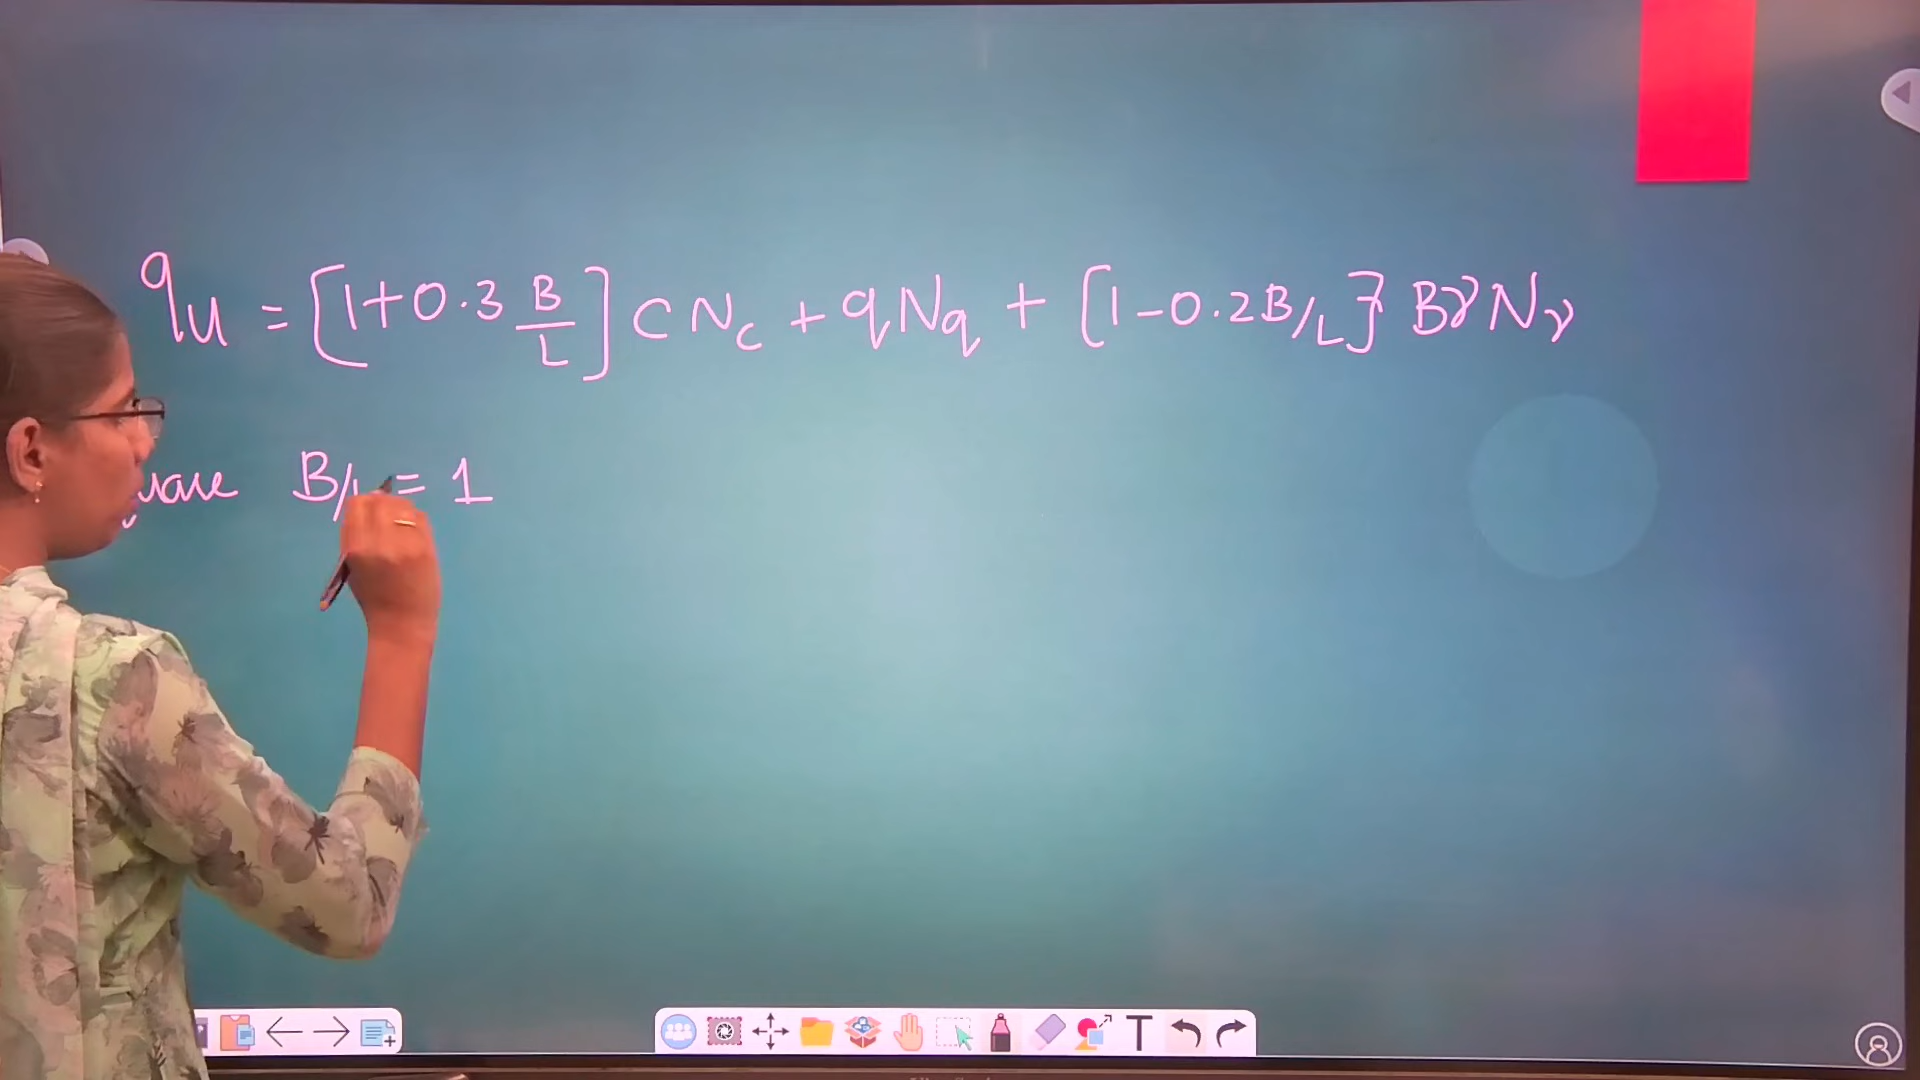 qu = [1+0.3 B/L] CNc + qNq + [1-0.2B/L] BγNγ
B/L = 1
T